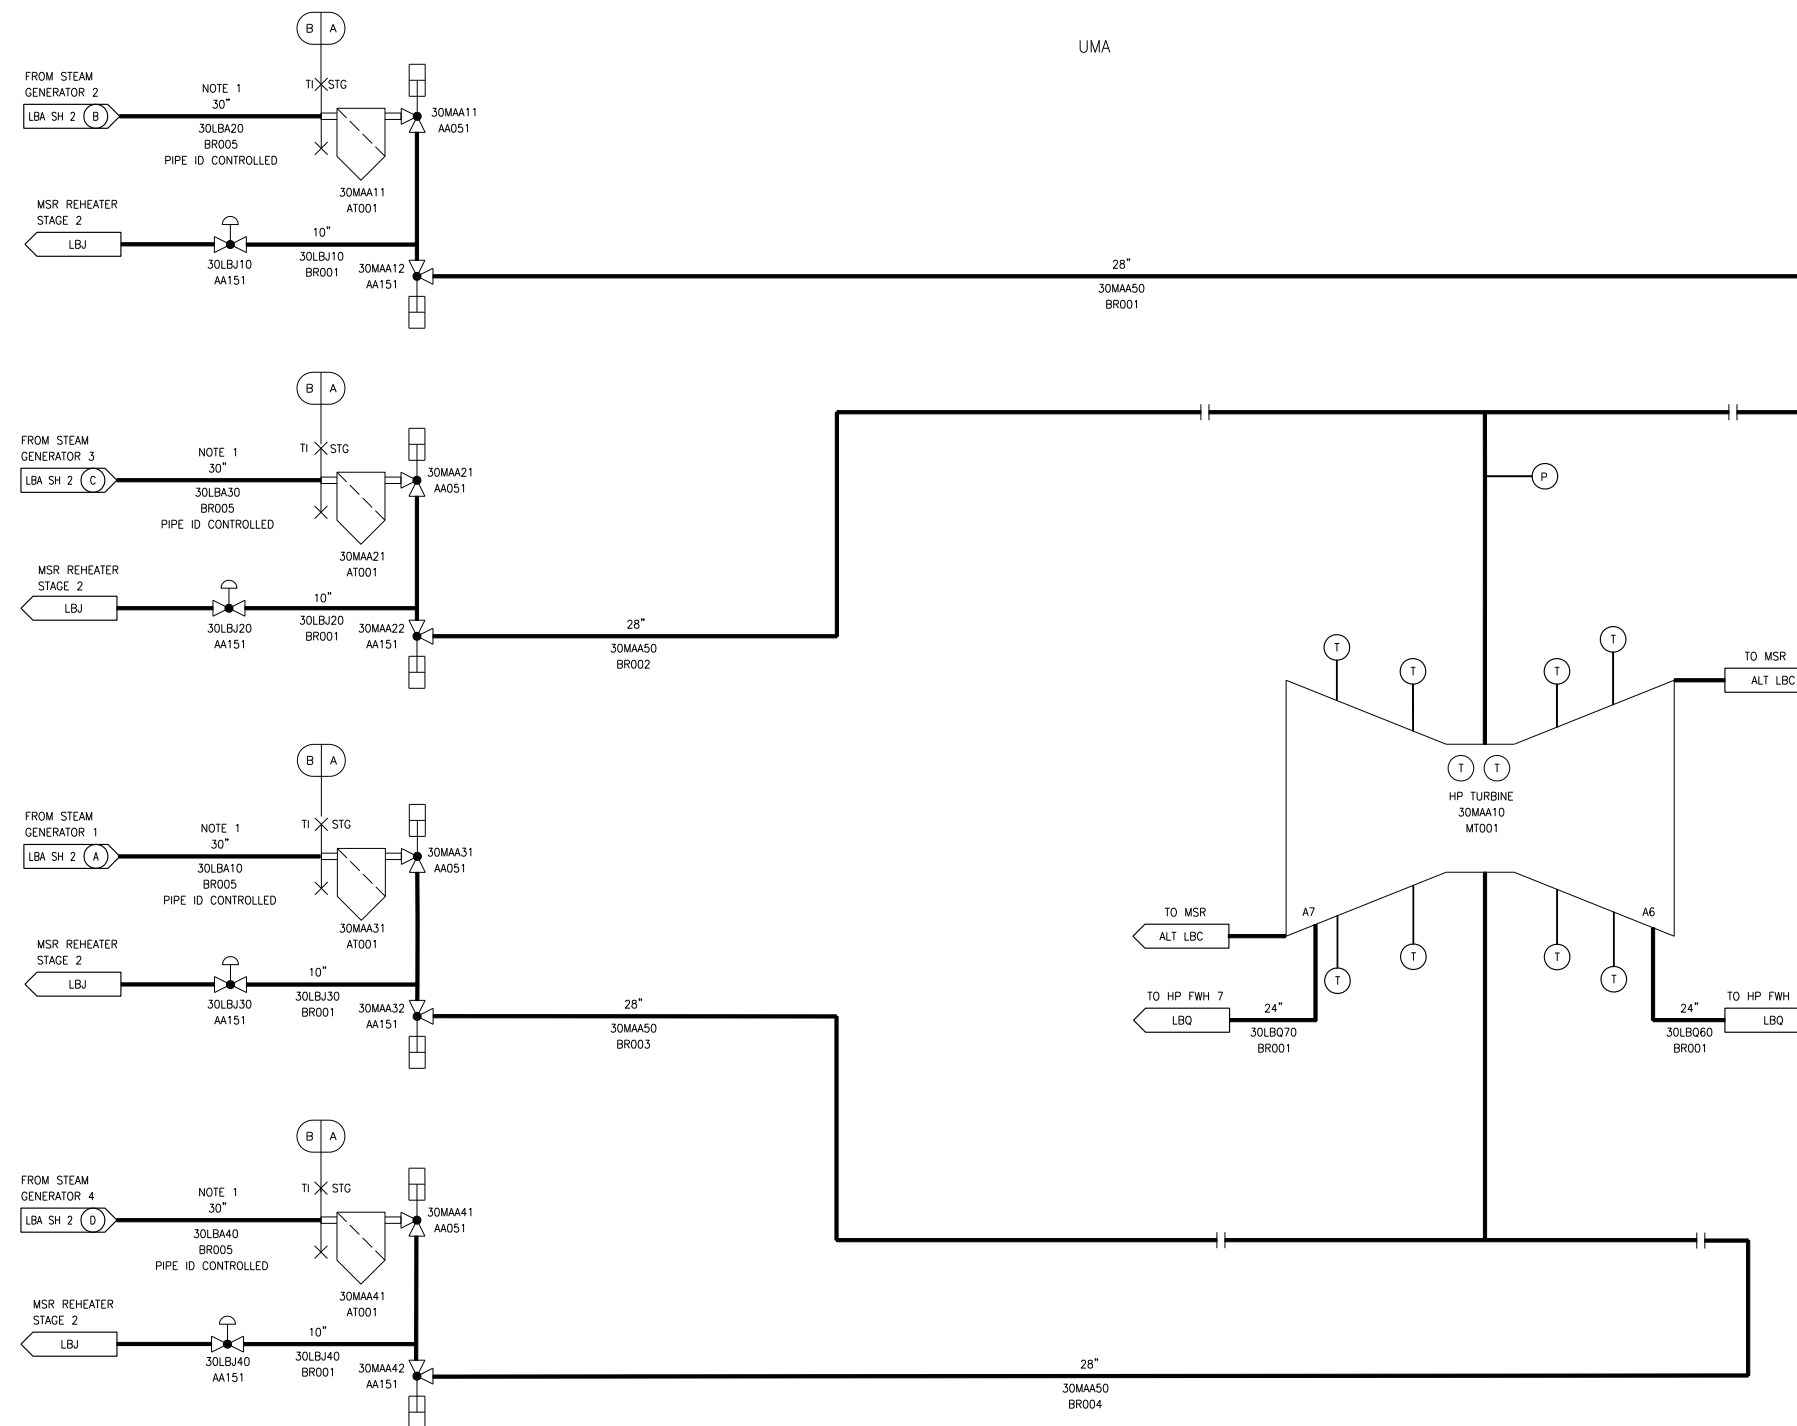 UMA
B A
TI STG
FROM STEAM
GENERATOR 2
LBA SH 2 B
NOTE 1
30"
30LBA20
BR005
PIPE ID CONTROLLED
30MAA11
AA051
30MAA11
AT001
MSR REHEATER
STAGE 2
LBJ
30LBJ10
AA151
10"
30LBJ10
BR001
30MAA12
AA151
28"
30MAA50
BR001
B A
TI STG
FROM STEAM
GENERATOR 3
LBA SH 2 C
NOTE 1
30"
30LBA30
BR005
PIPE ID CONTROLLED
30MAA21
AA051
30MAA21
AT001
MSR REHEATER
STAGE 2
LBJ
30LBJ20
AA151
10"
30LBJ20
BR001
30MAA22
AA151
28"
30MAA50
BR002
P
T
T
T
T
TO MSR
ALT LBC
T T
HP TURBINE
30MAA10
MT001
B A
TI STG
FROM STEAM
GENERATOR 1
LBA SH 2 A
NOTE 1
30"
30LBA10
BR005
PIPE ID CONTROLLED
30MAA31
AA051
30MAA31
AT001
MSR REHEATER
STAGE 2
LBJ
30LBJ30
AA151
10"
30LBJ30
BR001
30MAA32
AA151
28"
30MAA50
BR003
TO MSR
ALT LBC
A7
A6
T
T
T
T
TO HP FWH 7
LBQ
24"
30LBQ70
BR001
24"
30LBQ60
BR001
TO HP FWH
LBQ
B A
TI STG
FROM STEAM
GENERATOR 4
LBA SH 2 D
NOTE 1
30"
30LBA40
BR005
PIPE ID CONTROLLED
30MAA41
AA051
30MAA41
AT001
MSR REHEATER
STAGE 2
LBJ
30LBJ40
AA151
10"
30LBJ40
BR001
30MAA42
AA151
28"
30MAA50
BR004